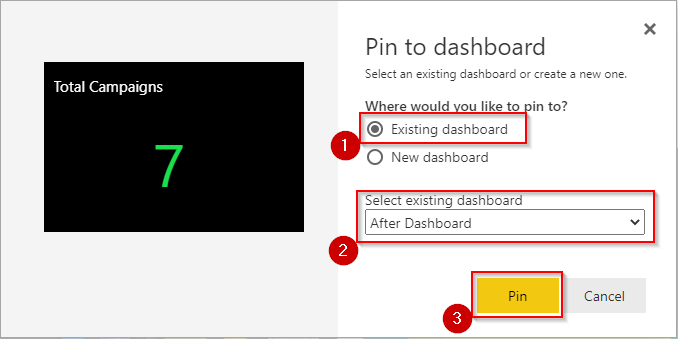 Total Campaigns
7
Pin to dashboard
Select an existing dashboard or create a new one.
Where would you like to pin to?
1
Existing dashboard
New dashboard
Select existing dashboard
After Dashboard
2
Pin
Cancel
3